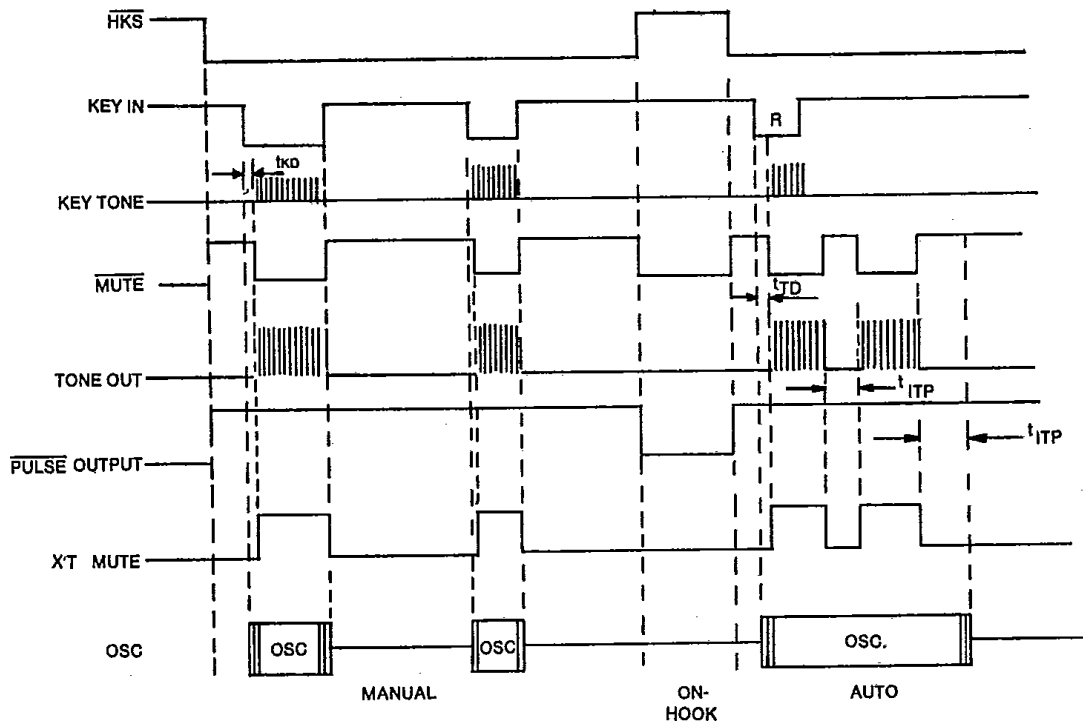 HKS
KEY IN
R
tKD
KEY TONE
MUTE
tTD
TONE OUT
tITP
PULSE OUTPUT
tITP
X'T MUTE
OSC
OSC
OSC
OSC.
MANUAL
ON-
HOOK
AUTO